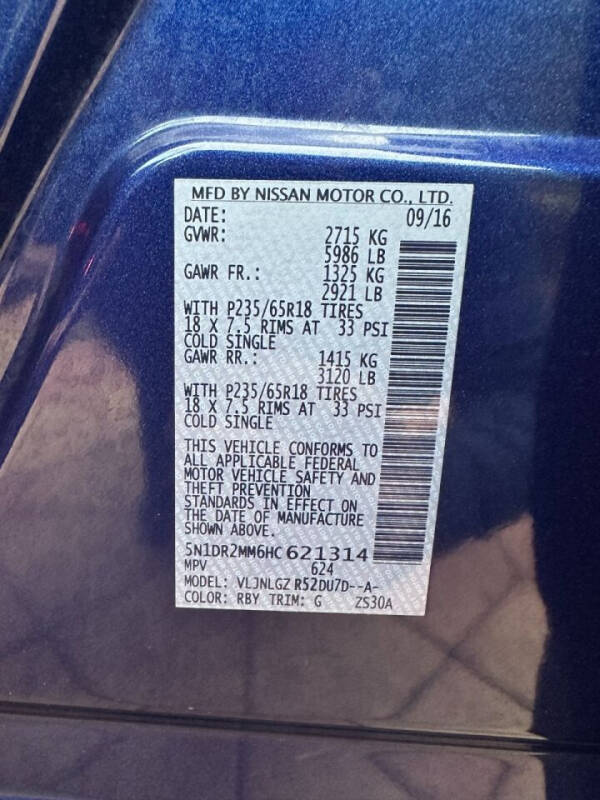 MFD BY NISSAN MOTOR CO., LTD.
DATE: 09/16
GVWR: 2715 KG
5986 LB
GAWR FR.: 1325 KG
2921 LB
WITH P235/65R18 TIRES
18 X 7.5 RIMS AT 33 PSI
COLD SINGLE
GAWR RR.: 1415 KG
3120 LB
WITH P235/65R18 TIRES
18 X 7.5 RIMS AT 33 PSI
COLD SINGLE
THIS VEHICLE CONFORMS TO
ALL APPLICABLE FEDERAL
MOTOR VEHICLE SAFETY AND
THEFT PREVENTION
STANDARDS IN EFFECT ON
THE DATE OF MANUFACTURE
SHOWN ABOVE.
5N1DR2MM6HC 621314
MPV 624
MODEL: VLJNLGZ R52DU7D--A-
COLOR: RBY TRIM: G ZS30A